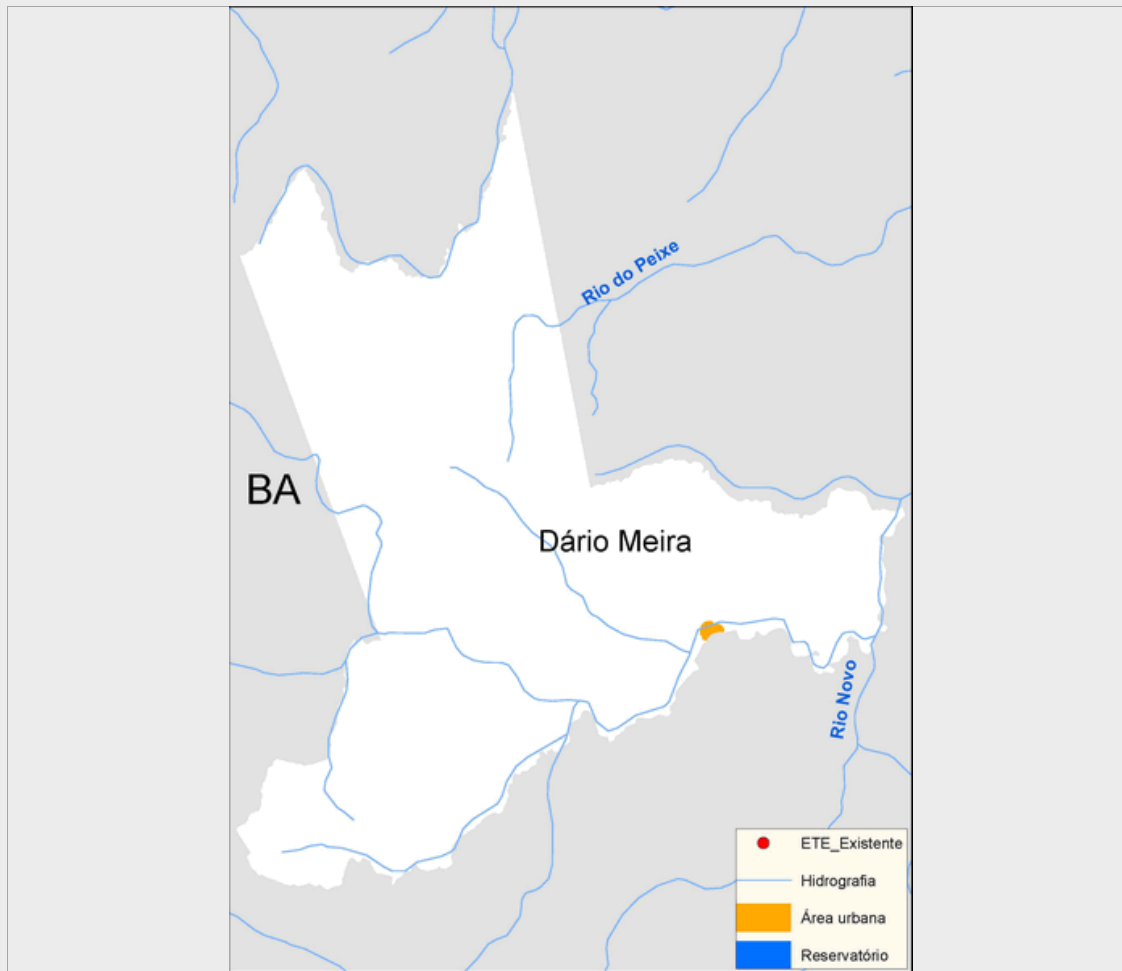 Rio do Peixe
BA
Dário Meira
Rio Novo
ETE_Existente
Hidrografia
Área urbana
Reservatório